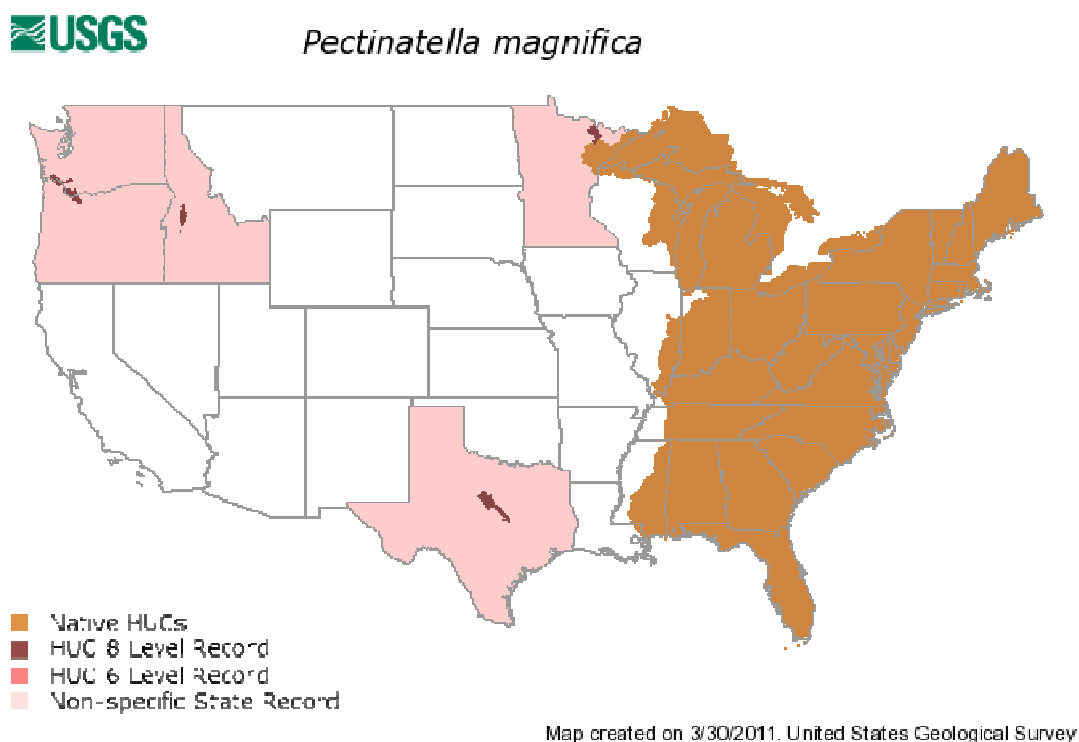 USGS
Pectinatella magnifica
Native HUCs
HUC 8 Level Record
HUC 6 Level Record
Non-specific State Record
Map created on 3/30/2011. United States Geological Survey